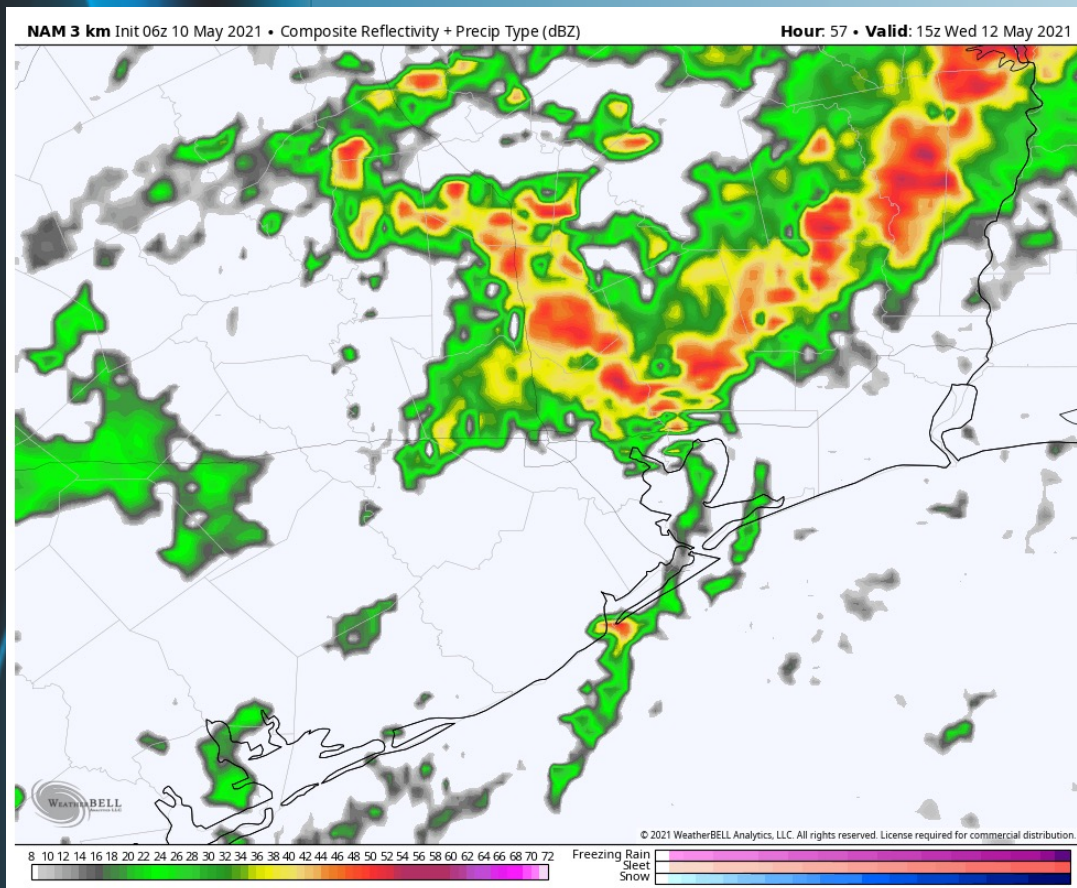 NAM 3 km Init 06z 10 May 2021 • Composite Reflectivity + Precip Type (dBZ)
Hour: 57 • Valid: 15z Wed 12 May 2021
WEATHERBELL
© 2021 WeatherBELL Analytics, LLC. All rights reserved. License required for commercial distribution.
8 10 12 14 16 18 20 22 24 26 28 30 32 34 36 38 40 42 44 46 48 50 52 54 56 58 60 62 64 66 68 70 72
Freezing Rain
Sleet
Snow